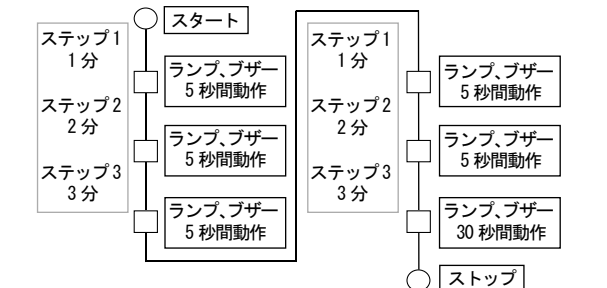 スタート
ステップ1
1分
ランプ、ブザー
5秒間動作
ステップ2
2分
ランプ、ブザー
5秒間動作
ステップ3
3分
ランプ、ブザー
5秒間動作
ステップ1
1分
ランプ、ブザー
5秒間動作
ステップ2
2分
ランプ、ブザー
5秒間動作
ステップ3
3分
ランプ、ブザー
30秒間動作
ストップ